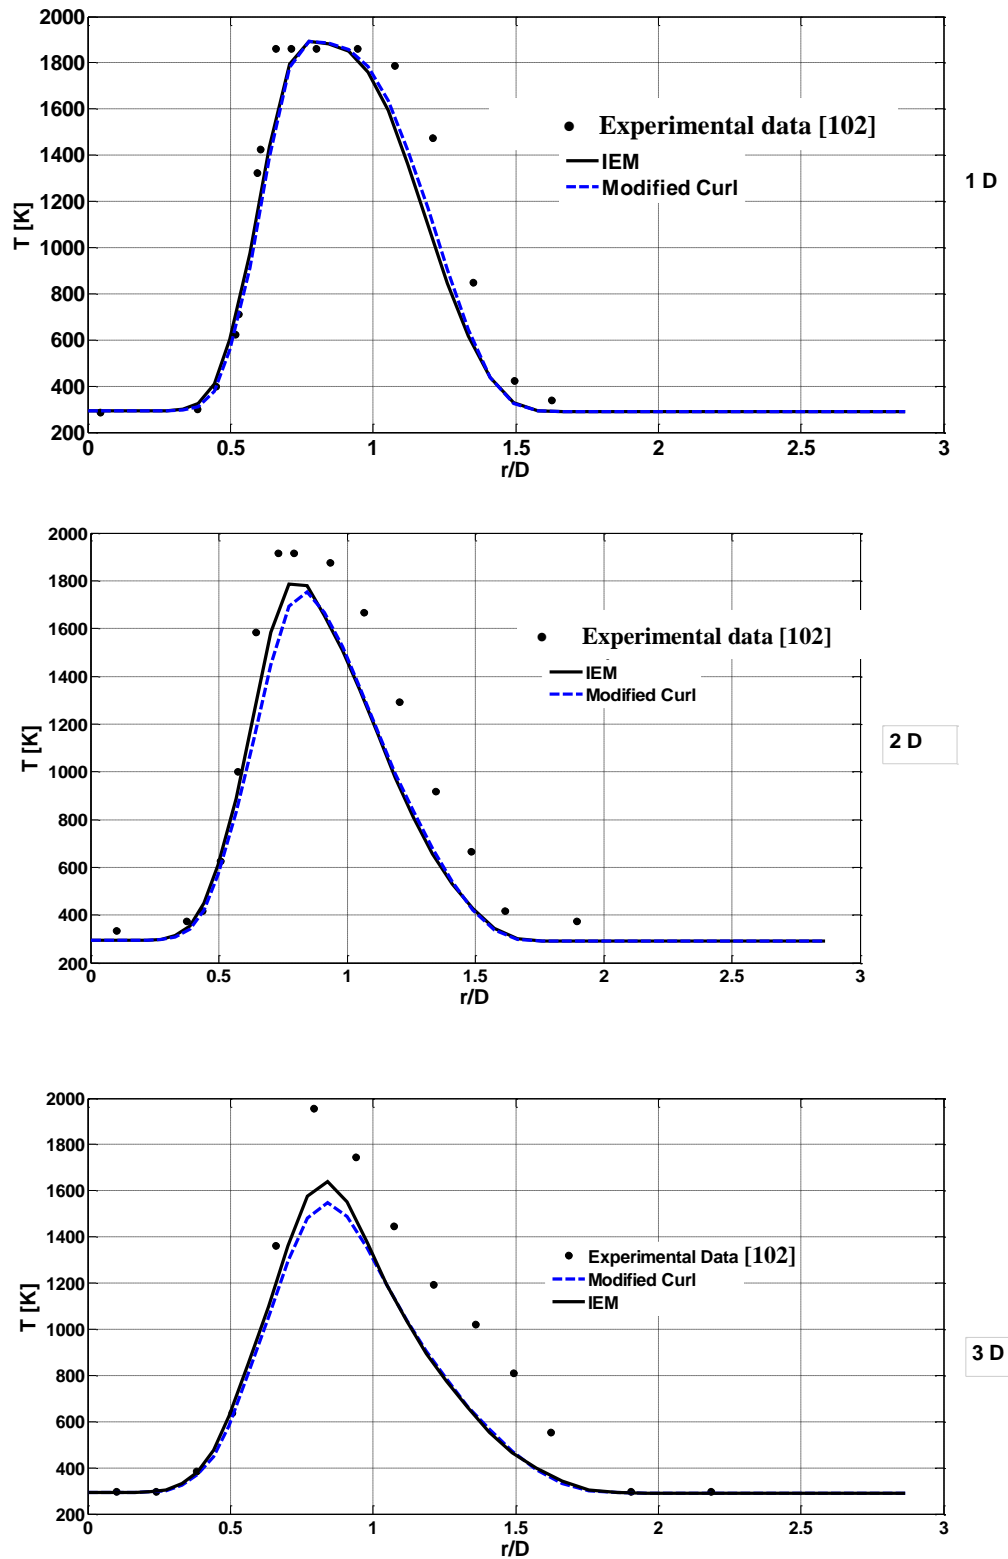 2000
1800
1600
1400
1200
1000
800
600
400
200
T [K]
Experimental data [102]
IEM
Modified Curl
1 D
0 0.5 1 1.5 2 2.5 3
r/D
2000
1800
1600
1400
1200
1000
800
600
400
200
T [K]
Experimental data [102]
IEM
Modified Curl
2 D
0 0.5 1 1.5 2 2.5 3
r/D
2000
1800
1600
1400
1200
1000
800
600
400
200
T [K]
Experimental Data [102]
Modified Curl
IEM
3 D
0 0.5 1 1.5 2 2.5 3
r/D